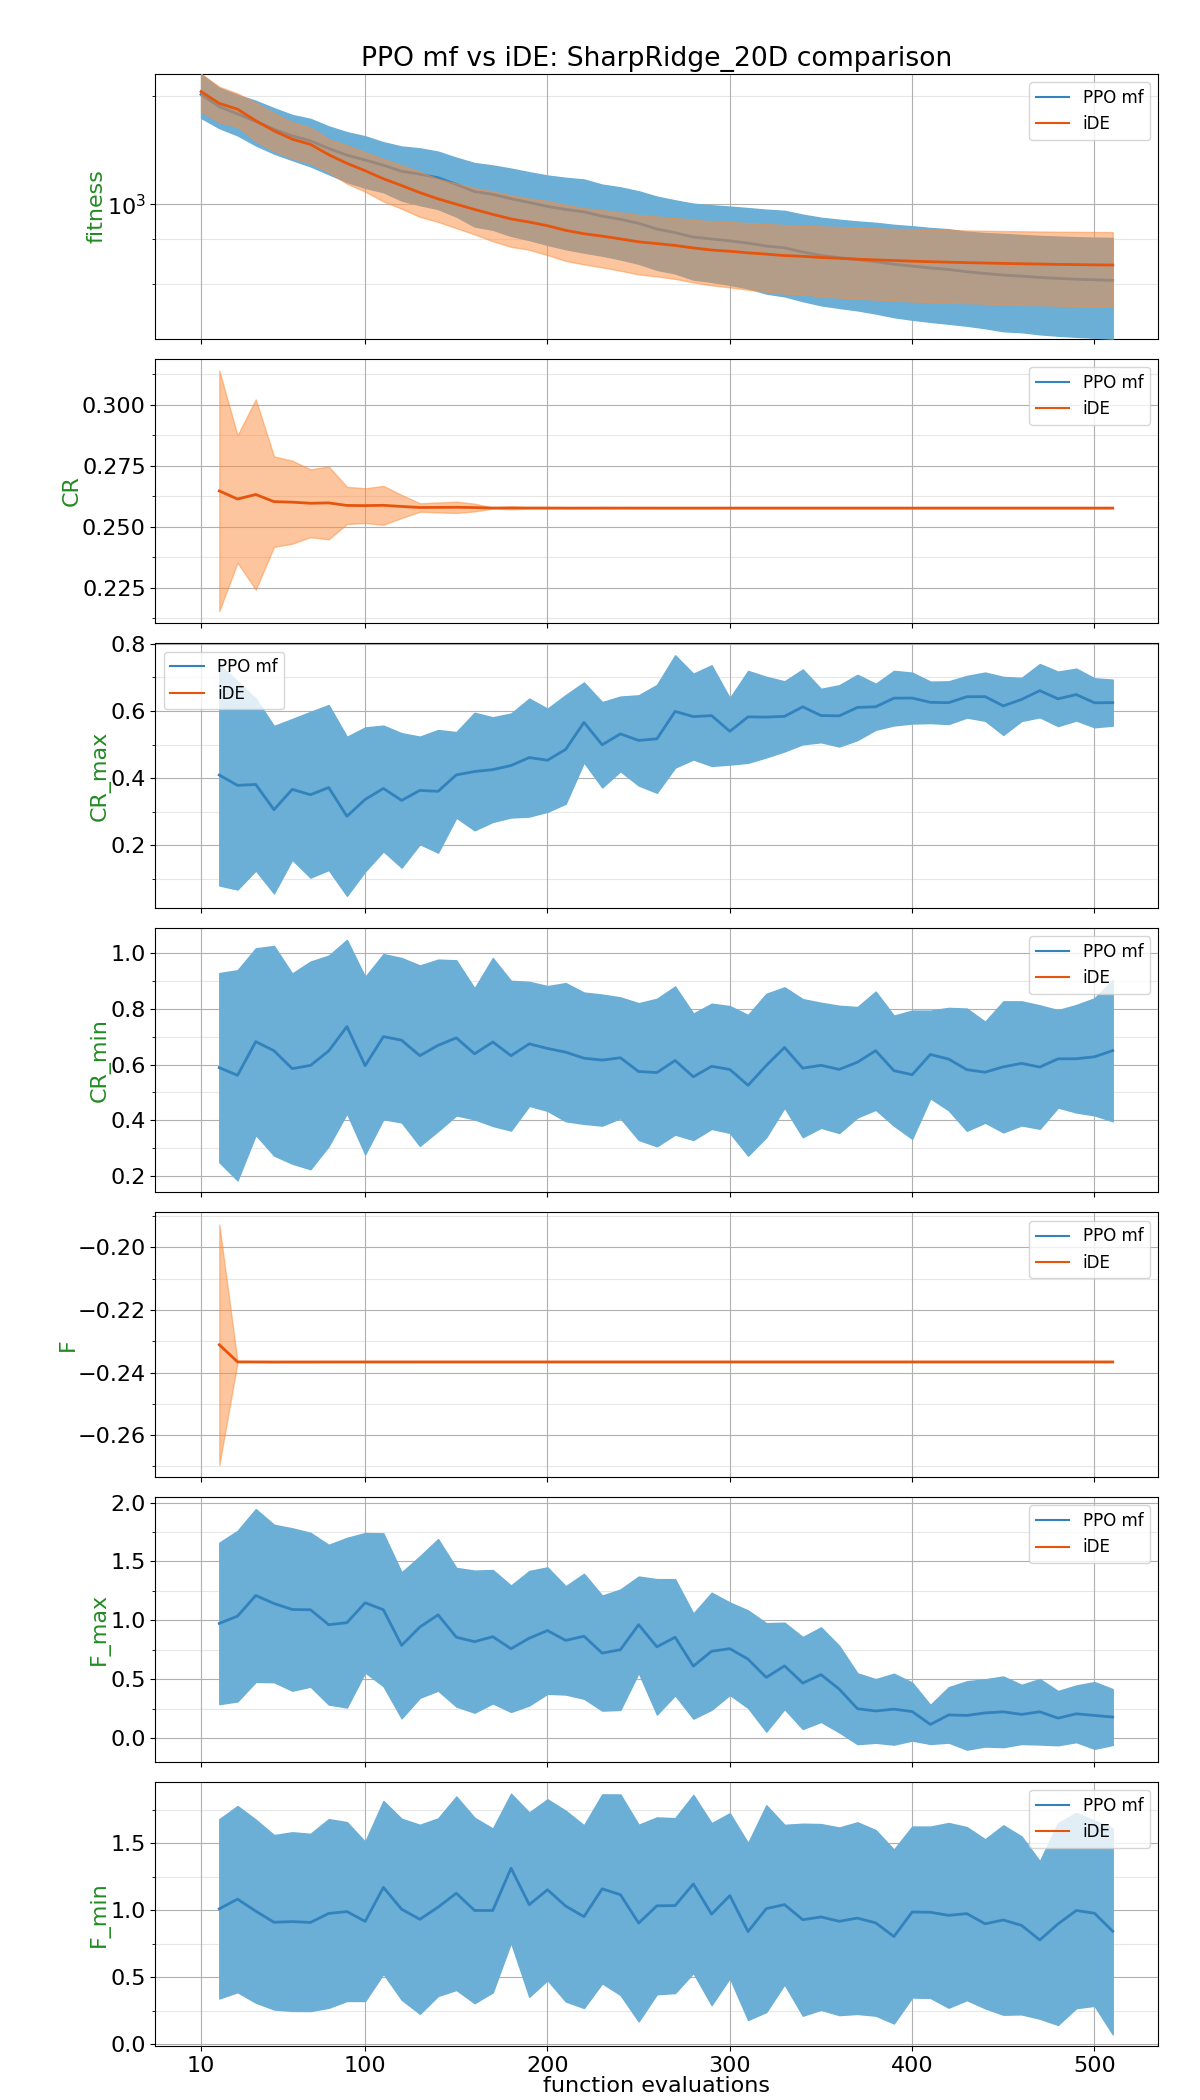 PPO mf vs iDE: SharpRidge_20D comparison
fitness
10³
PPO mf
iDE
CR
0.300
0.275
0.250
0.225
PPO mf
iDE
CR_max
0.8
0.6
0.4
0.2
PPO mf
iDE
CR_min
1.0
0.8
0.6
0.4
0.2
PPO mf
iDE
F
−0.20
−0.22
−0.24
−0.26
PPO mf
iDE
F_max
2.0
1.5
1.0
0.5
0.0
PPO mf
iDE
F_min
1.5
1.0
0.5
0.0
PPO mf
iDE
10 100 200 300 400 500
function evaluations